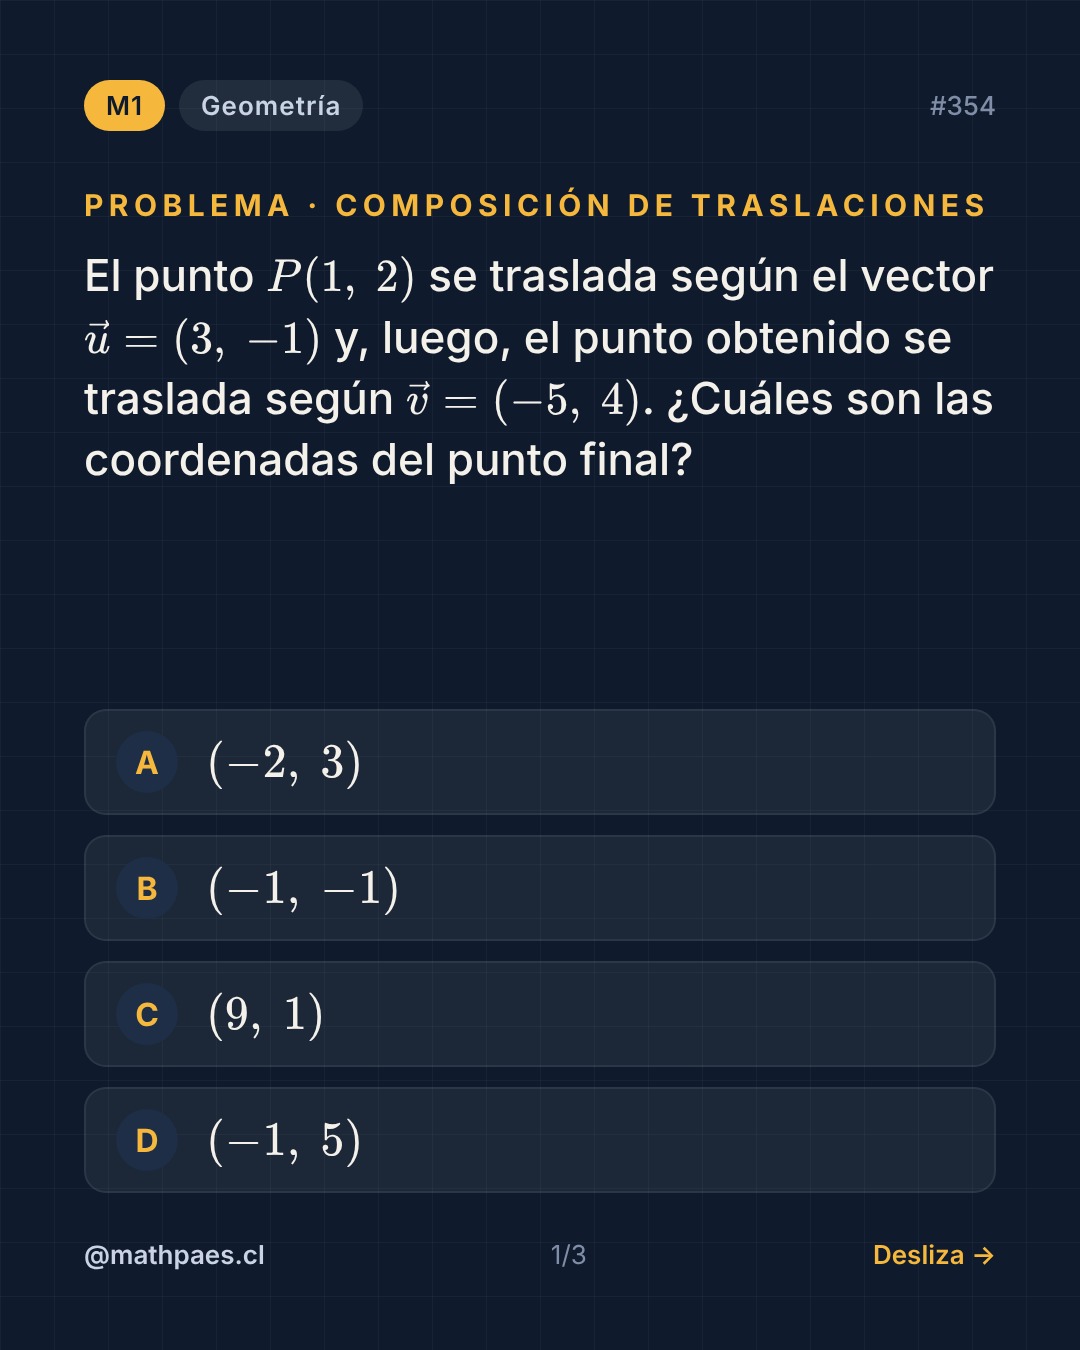 M1 Geometría #354
PROBLEMA · COMPOSICIÓN DE TRASLACIONES
El punto P(1, 2) se traslada según el vector
u⃗ = (3, −1) y, luego, el punto obtenido se
traslada según v⃗ = (−5, 4). ¿Cuáles son las
coordenadas del punto final?
A (−2, 3)
B (−1, −1)
C (9, 1)
D (−1, 5)
@mathpaes.cl 1/3 Desliza →